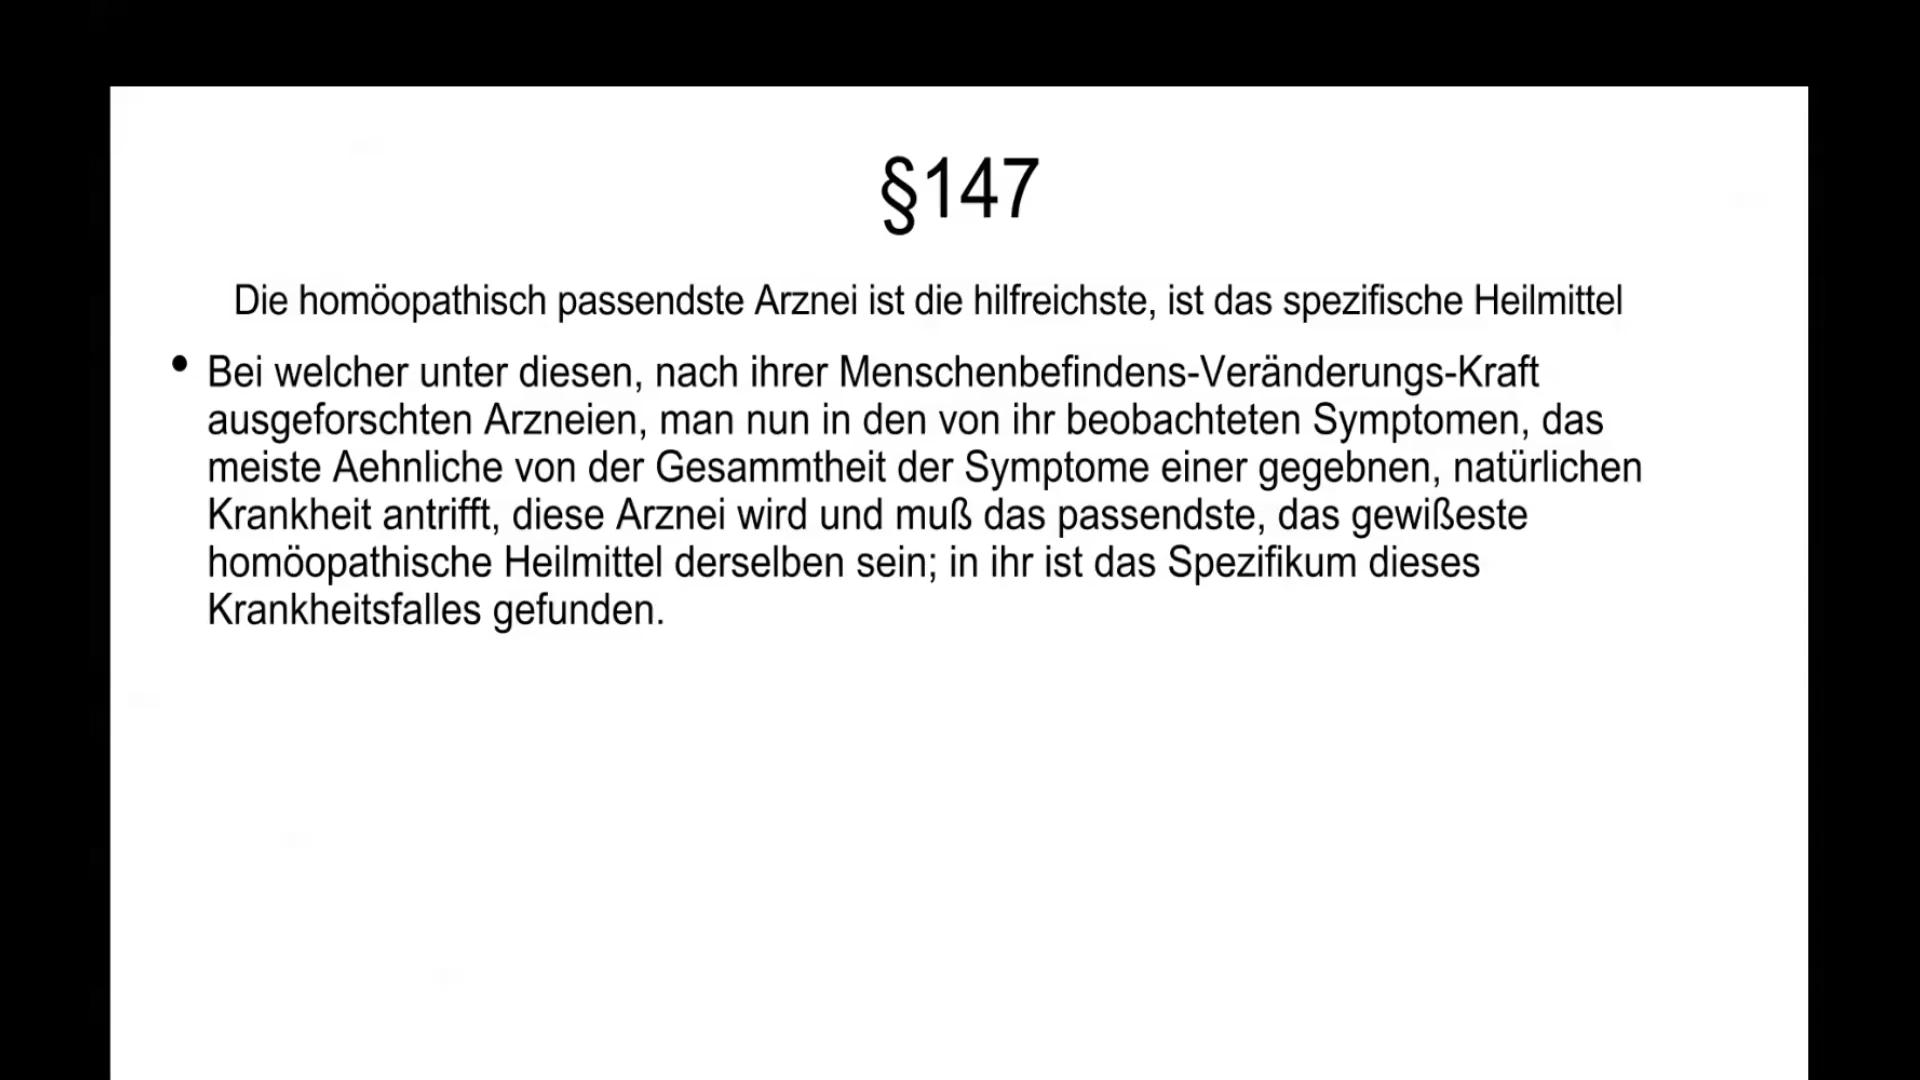 §147
Die homöopathisch passendste Arznei ist die hilfreichste, ist das spezifische Heilmittel
• Bei welcher unter diesen, nach ihrer Menschenbefindens-Veränderungs-Kraft
ausgeforschten Arzneien, man nun in den von ihr beobachteten Symptomen, das
meiste Aehnliche von der Gesammtheit der Symptome einer gegebnen, natürlichen
Krankheit antrifft, diese Arznei wird und muß das passendste, das gewißeste
homöopathische Heilmittel derselben sein; in ihr ist das Spezifikum dieses
Krankheitsfalles gefunden.